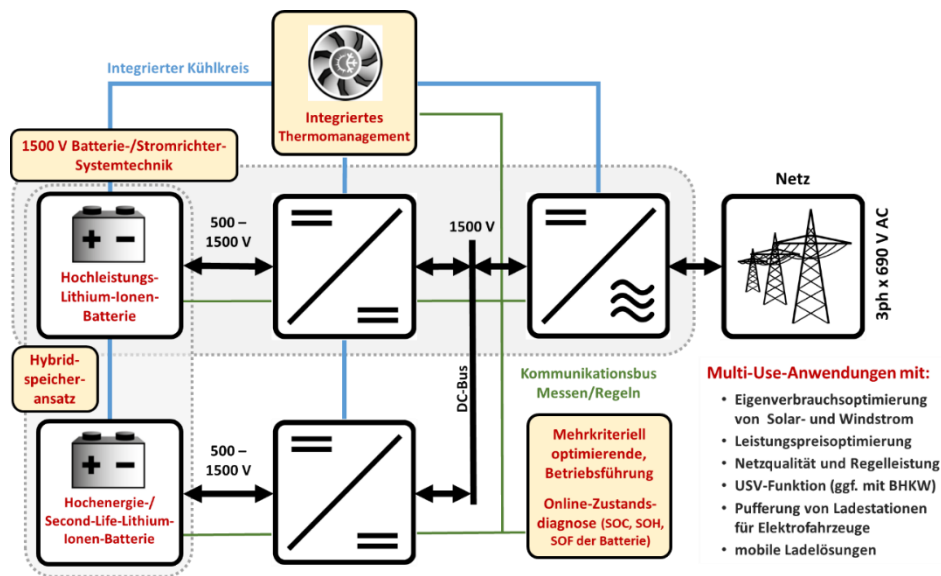 Integrierter Kühlkreis
Integriertes
Thermomanagement
1500 V Batterie-/Stromrichter-
Systemtechnik
Hochleistungs-
Lithium-Ionen-
Batterie
500 –
1500 V
1500 V
Netz
3ph x 690 V AC
Hybrid-
speicher-
ansatz
Hochenergie-/
Second-Life-Lithium-
Ionen-Batterie
500 –
1500 V
DC-Bus
Kommunikationsbus
Messen/Regeln
Mehrkriteriell
optimierende,
Betriebsführung
Online-Zustands-
diagnose (SOC, SOH,
SOF der Batterie)
Multi-Use-Anwendungen mit:
• Eigenverbrauchsoptimierung
von Solar- und Windstrom
• Leistungspreisoptimierung
• Netzqualität und Regelleistung
• USV-Funktion (ggf. mit BHKW)
• Pufferung von Ladestationen
für Elektrofahrzeuge
• mobile Ladelösungen